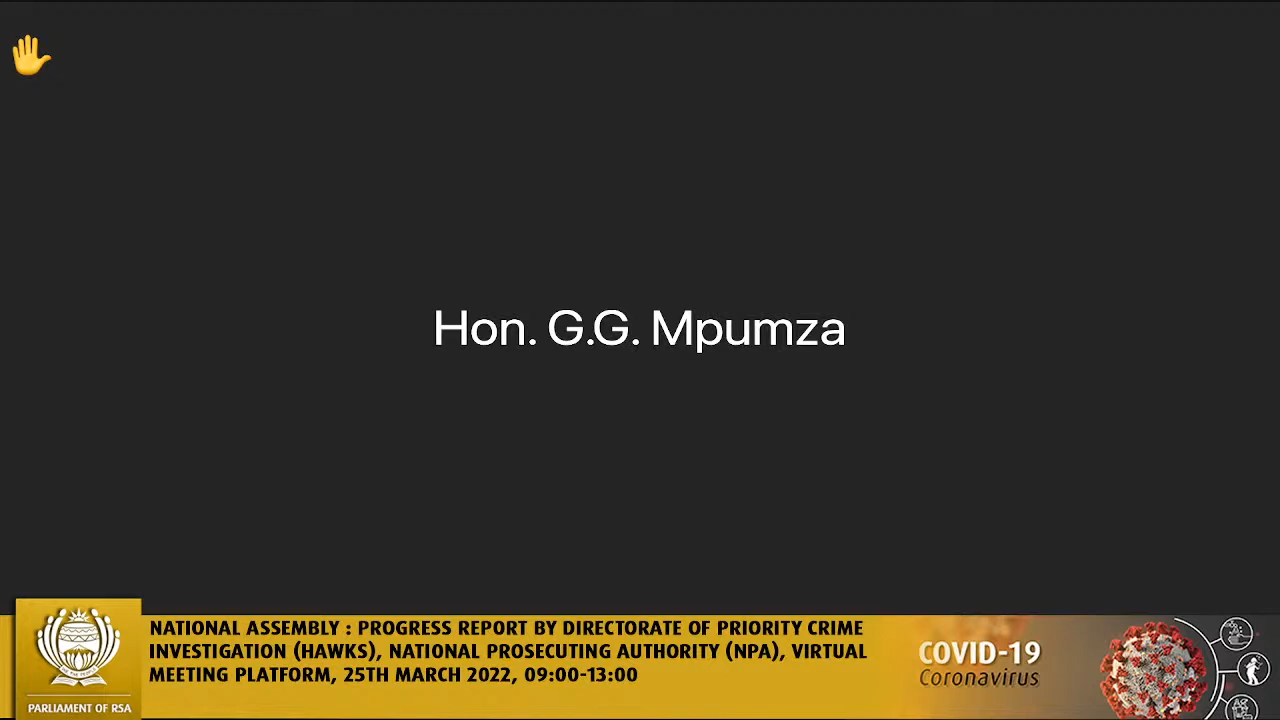 Hon. G.G. Mpumza
NATIONAL ASSEMBLY : PROGRESS REPORT BY DIRECTORATE OF PRIORITY CRIME
INVESTIGATION (HAWKS), NATIONAL PROSECUTING AUTHORITY (NPA), VIRTUAL
MEETING PLATFORM, 25TH MARCH 2022, 09:00-13:00
PARLIAMENT OF RSA
COVID-19
Coronavirus